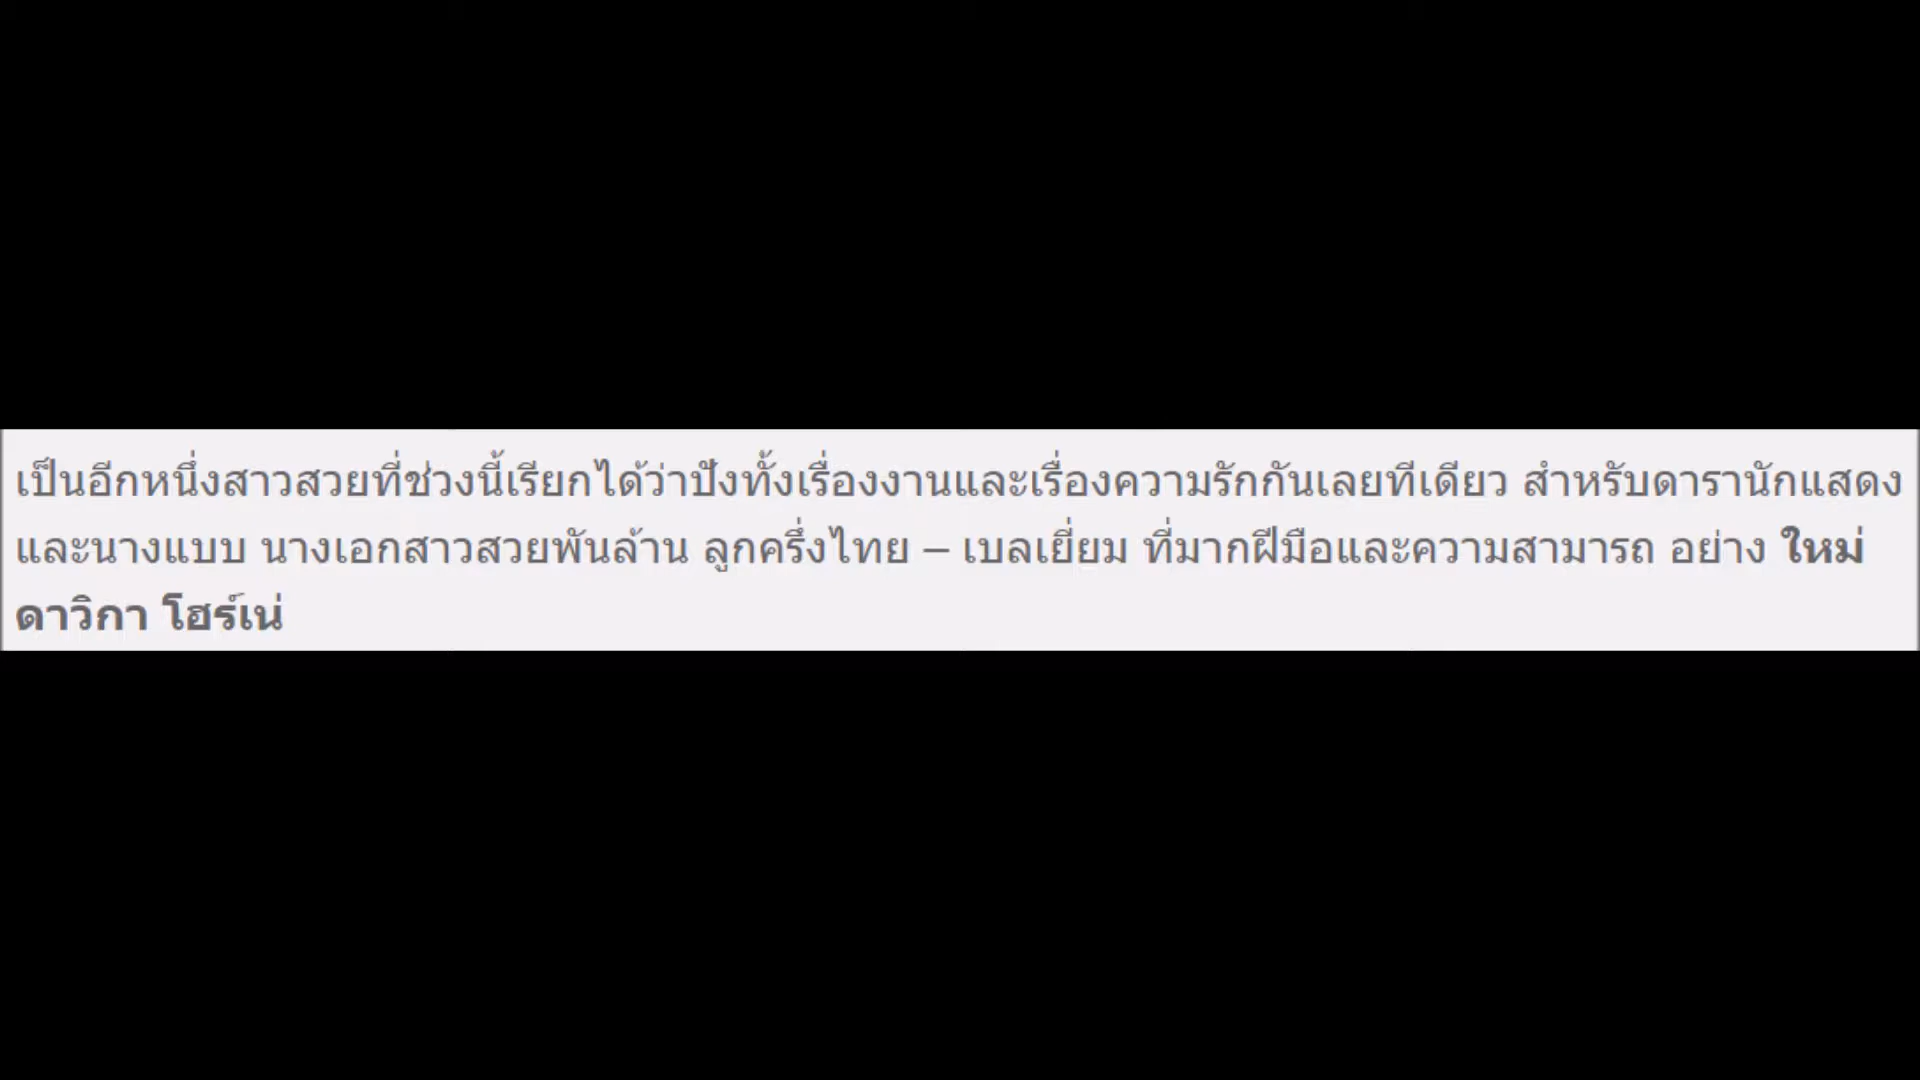 เป็นอีกหนึ่งสาวสวยที่ช่วงนี้เรียกได้ว่าปังทั้งเรื่องงานและเรื่องความรักกันเลยทีเดียว สำหรับดารานักแสดง
และนางแบบ นางเอกสาวสวยพันล้าน ลูกครึ่งไทย – เบลเยี่ยม ที่มากฝีมือและความสามารถ อย่าง ใหม่
ดาวิกา โฮร์เน่